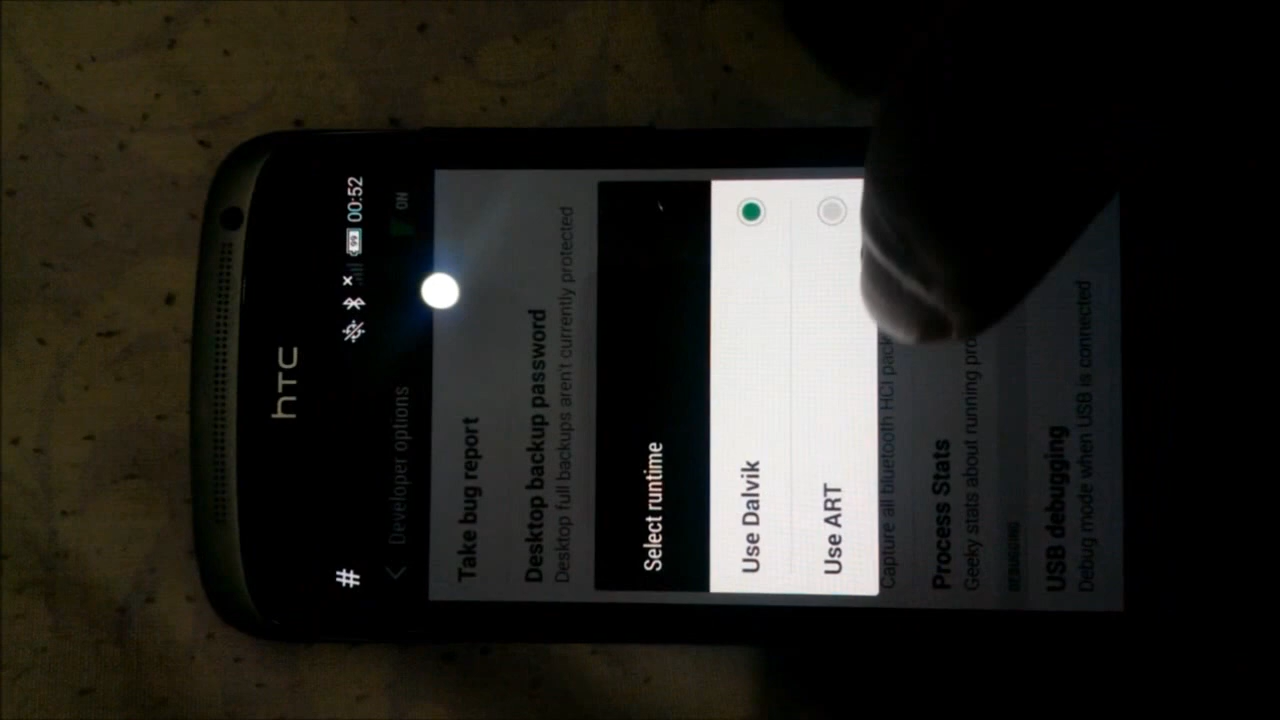 hTC
#
99
00:52
Developer options
ON
Take bug report
Desktop backup password
Desktop full backups aren't currently protected
Select runtime
Use Dalvik
Use ART
Capture all bluetooth HCI
Process Stats
Geeky stats about running
DEBUGGING
USB debugging
Debug mode when USB is connected